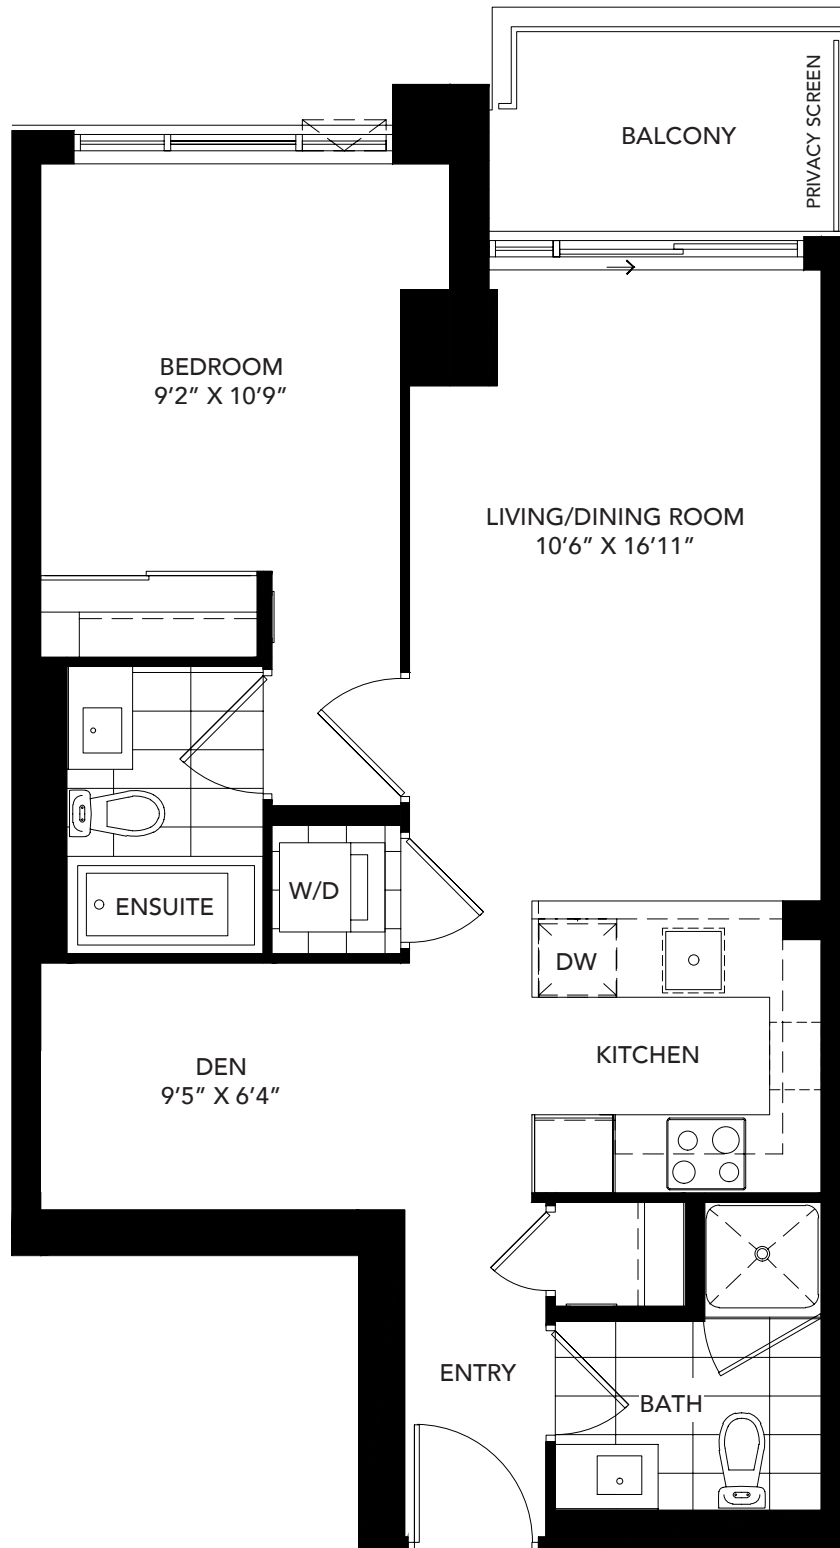 BALCONY
PRIVACY SCREEN
BEDROOM
9’2” X 10’9”
LIVING/DINING ROOM
10’6” X 16’11”
ENSUITE
W/D
DW
KITCHEN
DEN
9’5” X 6’4”
ENTRY
BATH